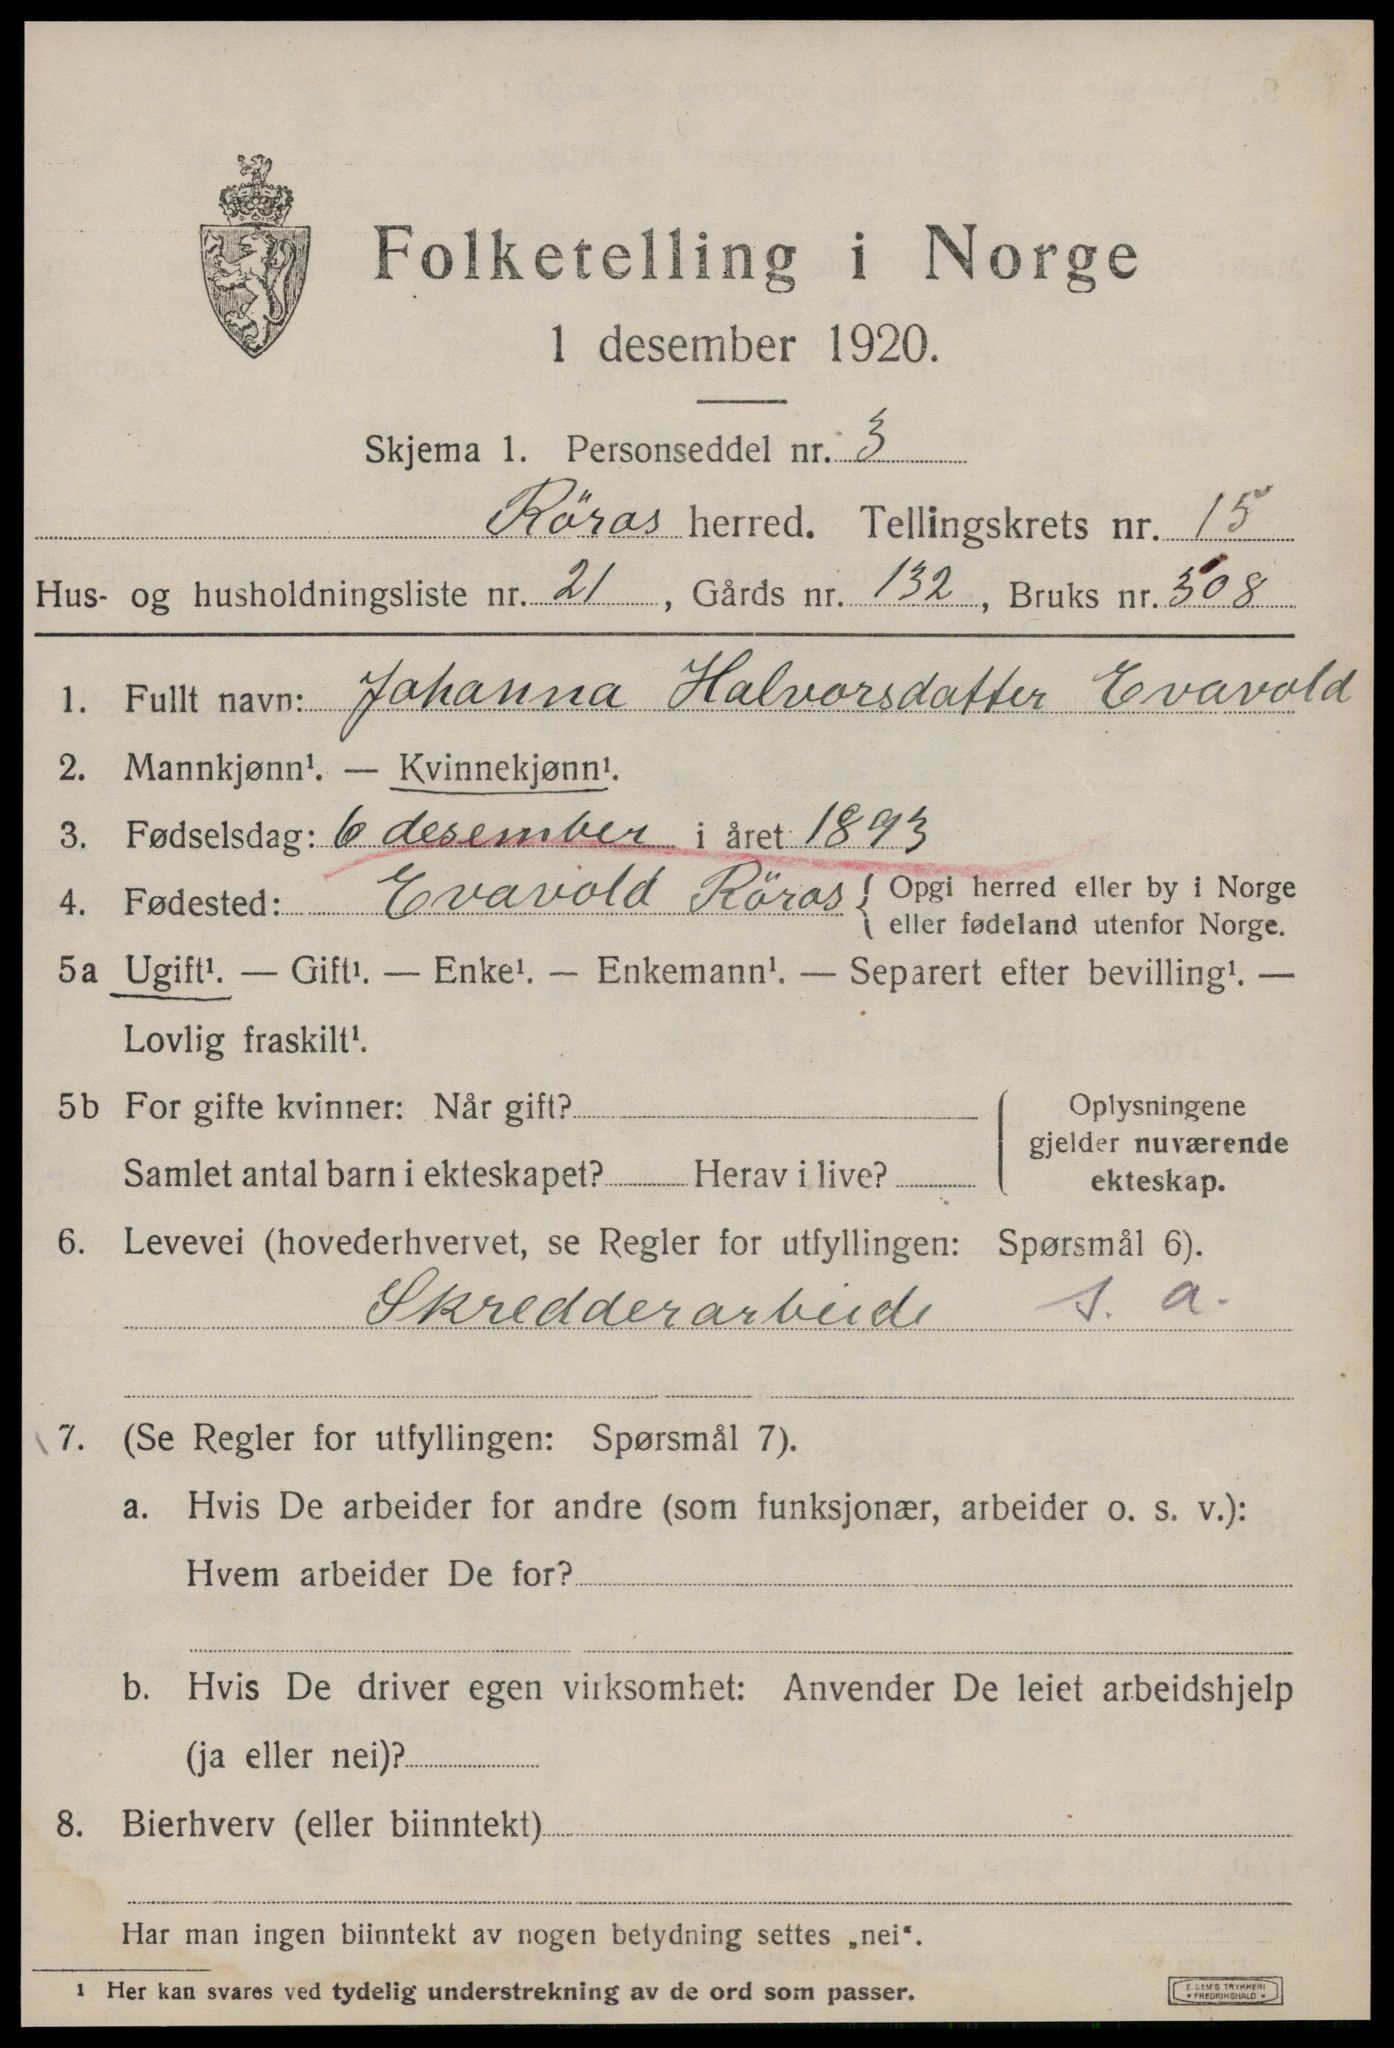 Folketelling i Norge
1 desember 1920.
Skjema 1. Personseddel nr. 3
Röros herred. Tellingskrets nr. 15
Hus- og husholdningsliste nr. 21, Gårds nr. 132, Bruks nr. 308
1. Fullt navn: Johanna Halvorsdatter Evavold
2. Mannkjønn¹. — Kvinnekjønn¹.
3. Fødselsdag: 6 desember i året 1893
4. Fødested: Evavold Röros { Opgi herred eller by i Norge
eller fødeland utenfor Norge.
5a Ugift¹. — Gift¹. — Enke¹. — Enkemann¹. — Separert efter bevilling¹. —
Lovlig fraskilt¹.
5b For gifte kvinner: Når gift?
Samlet antal barn i ekteskapet? Herav i live?
Oplysningene
gjelder nuværende
ekteskap.
6. Levevei (hovederhvervet, se Regler for utfyllingen: Spørsmål 6).
Skredderarbeide s. a.
7. (Se Regler for utfyllingen: Spørsmål 7).
a. Hvis De arbeider for andre (som funksjonær, arbeider o. s. v.):
Hvem arbeider De for?
b. Hvis De driver egen virksomhet: Anvender De leiet arbeidshjelp
(ja eller nei)?
8. Bierhverv (eller biinntekt)
Har man ingen biinntekt av nogen betydning settes „nei“.
1 Her kan svares ved tydelig understrekning av de ord som passer.
E. SEM'S TRYKKERI
• FREDRIKSHALD •